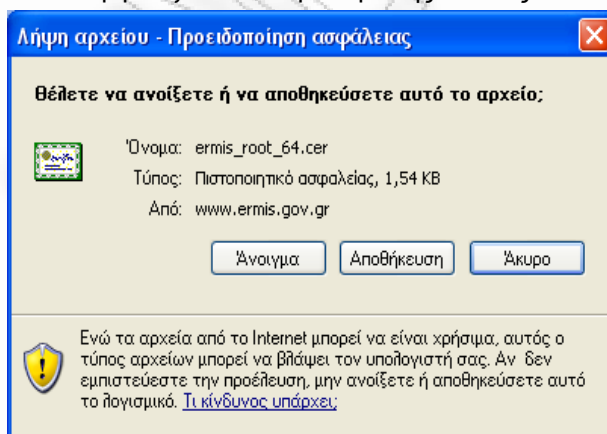 Λήψη αρχείου - Προειδοποίηση ασφάλειας
Θέλετε να ανοίξετε ή να αποθηκεύσετε αυτό το αρχείο;
Όνομα: ermis_root_64.cer
Τύπος: Πιστοποιητικό ασφαλείας, 1,54 KB
Από: www.ermis.gov.gr
Άνοιγμα Αποθήκευση Άκυρο
Ενώ τα αρχεία από το Internet μπορεί να είναι χρήσιμα, αυτός ο
τύπος αρχείων μπορεί να βλάψει τον υπολογιστή σας. Αν δεν
εμπιστεύεστε την προέλευση, μην ανοίξετε ή αποθηκεύσετε αυτό
το λογισμικό. Τι κίνδυνος υπάρχει;